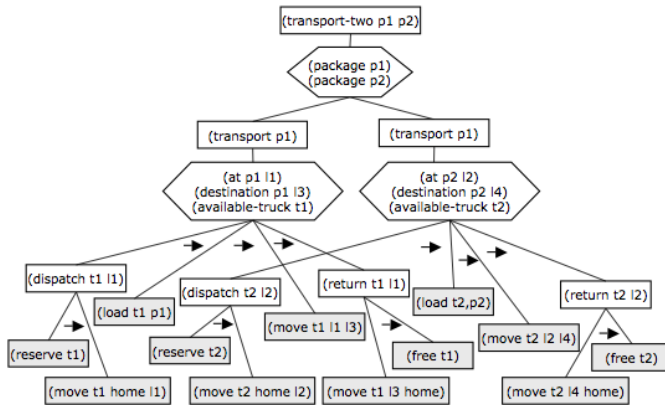 (transport-two p1 p2)
(package p1)
(package p2)
(transport p1)
(transport p1)
(at p1 l1)
(destination p1 l3)
(available-truck t1)
(at p2 l2)
(destination p2 l4)
(available-truck t2)
(dispatch t1 l1)
(load t1 p1)
(dispatch t2 l2)
(return t1 l1)
(load t2,p2)
(return t2 l2)
(reserve t1)
(reserve t2)
(move t1 l1 l3)
(free t1)
(move t2 l2 l4)
(free t2)
(move t1 home l1)
(move t2 home l2)
(move t1 l3 home)
(move t2 l4 home)